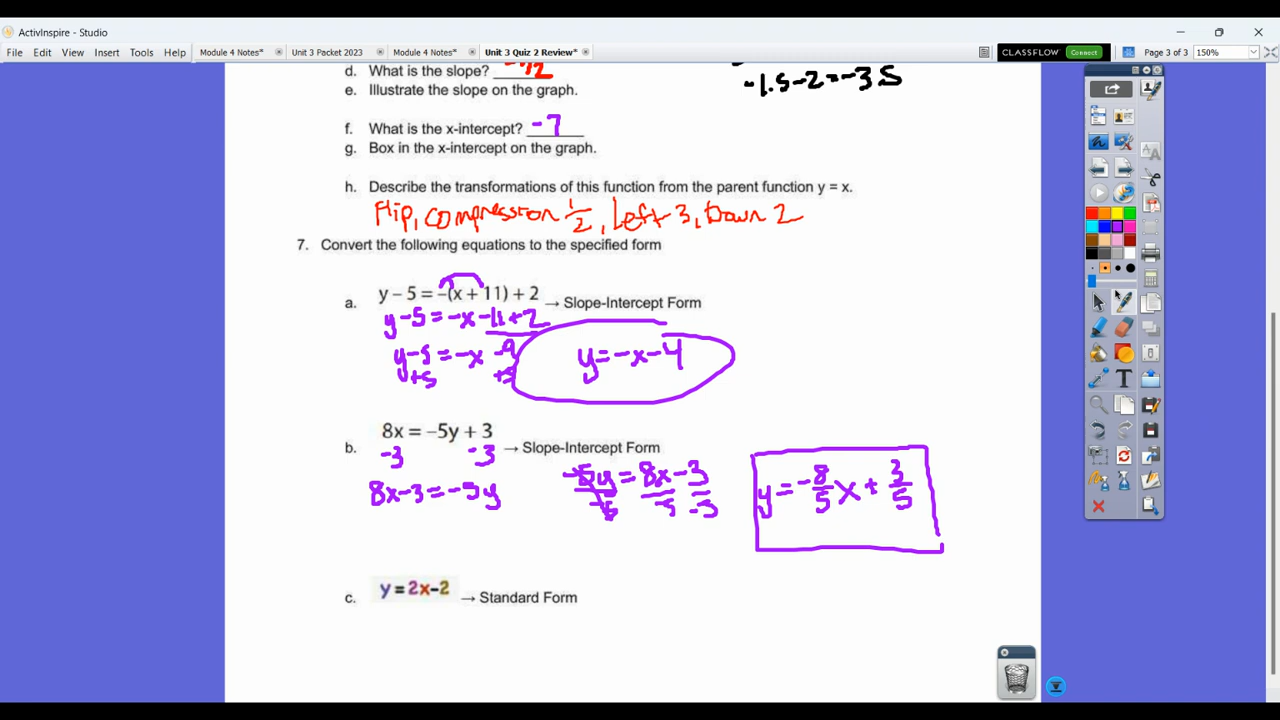 ActivInspire - Studio
File Edit View Insert Tools Help Module 4 Notes* Unit 3 Packet 2023 Module 4 Notes* Unit 3 Quiz 2 Review* CLASSFLOW Connect Page 3 of 3 150%
d. What is the slope? -1/2
-1.5-2=-3.5
e. Illustrate the slope on the graph.
f. What is the x-intercept? -7
g. Box in the x-intercept on the graph.
h. Describe the transformations of this function from the parent function y = x.
Flip, compression 1/2, Left 3, Down 2
7. Convert the following equations to the specified form
a. y – 5 = –(x + 11) + 2 → Slope-Intercept Form
y-5=-x-11+2
y-5=-x-9 y=-x-4
+5 +5
b. 8x = –5y + 3 → Slope-Intercept Form
-3 -3
8x-3=-5y -5y=8x-3 y=-8/5x+3/5
-5 -5 -5
c. y=2x-2 → Standard Form